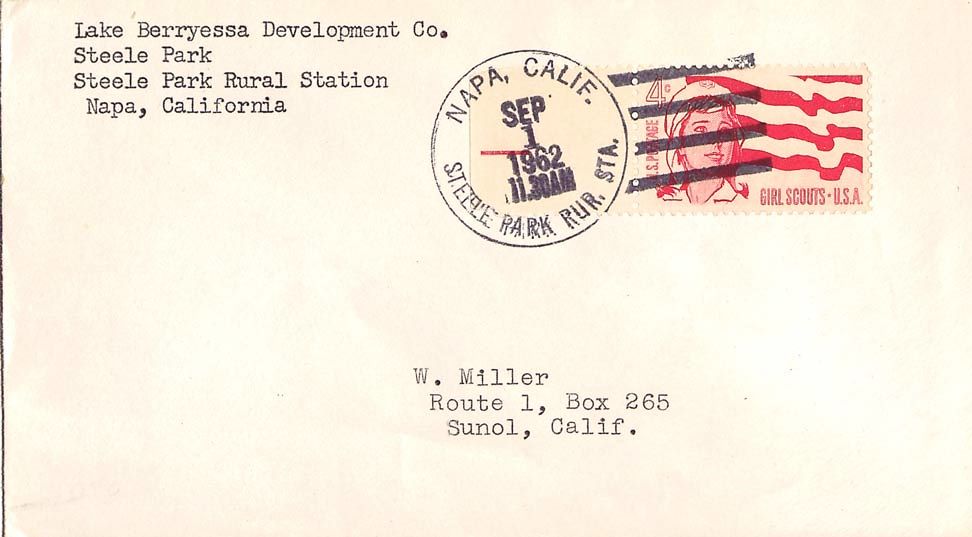 Lake Berryessa Development Co.
Steele Park
Steele Park Rural Station
Napa, California
NAPA, CALIF.
SEP
1
1962
11.30AM
STEELE PARK RUR. STA.
4c
U.S. POSTAGE
GIRL SCOUTS · U.S.A.
W. Miller
Route 1, Box 265
Sunol, Calif.